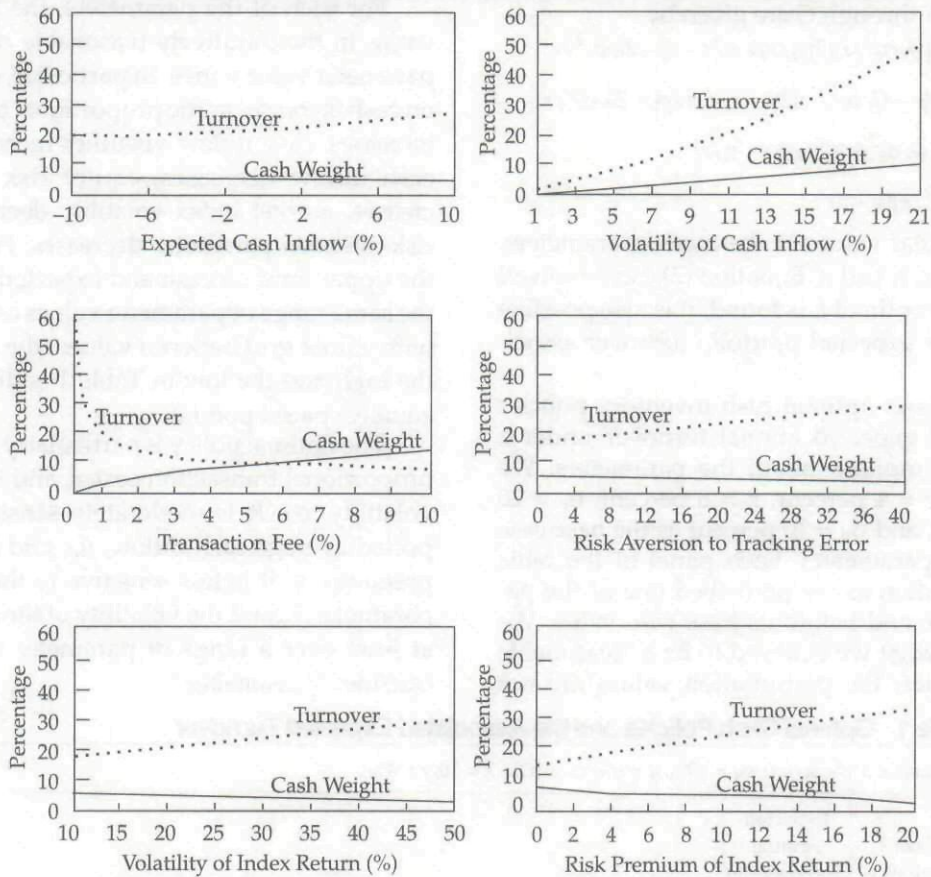 60
50
40
30
20
10
0
Percentage
Turnover
Cash Weight
−10 −6 −2 2 6 10
Expected Cash Inflow (%)
60
50
40
30
20
10
0
Percentage
Turnover
Cash Weight
1 3 5 7 9 11 13 15 17 19 21
Volatility of Cash Inflow (%)
60
50
40
30
20
10
0
Percentage
Turnover
Cash Weight
0 1 2 3 4 5 6 7 8 9 10
Transaction Fee (%)
60
50
40
30
20
10
0
Percentage
Turnover
Cash Weight
0 4 8 12 16 20 24 28 32 36 40
Risk Aversion to Tracking Error
60
50
40
30
20
10
0
Percentage
Turnover
Cash Weight
10 15 20 25 30 35 40 45 50
Volatility of Index Return (%)
60
50
40
30
20
10
0
Percentage
Turnover
Cash Weight
0 2 4 6 8 10 12 14 16 18 20
Risk Premium of Index Return (%)